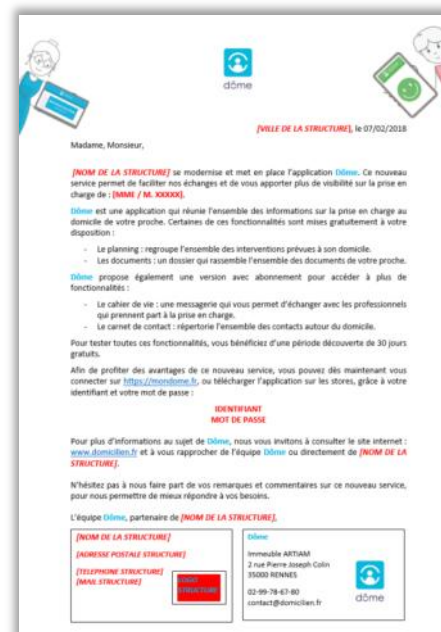 dôme
[VILLE DE LA STRUCTURE], le 07/02/2018
Madame, Monsieur,
[NOM DE LA STRUCTURE] se modernise et met en place l'application Dôme. Ce nouveau
service permet de faciliter nos échanges et de vous apporter plus de visibilité sur la prise en
charge de : [MME / M. XXXXX].
Dôme est une application qui réunie l'ensemble des informations sur la prise en charge au
domicile de votre proche. Certaines de ces fonctionnalités sont mises gratuitement à votre
disposition :
- Le planning : regroupe l'ensemble des interventions prévues à son domicile.
- Les documents : un dossier qui rassemble l'ensemble des documents de votre proche.
Dôme propose également une version avec abonnement pour accéder à plus de
fonctionnalités :
- Le cahier de vie : une messagerie qui vous permet d'échanger avec les professionnels
qui prennent part à la prise en charge.
- Le carnet de contact : répertorie l'ensemble des contacts autour du domicile.
Pour tester toutes ces fonctionnalités, vous bénéficiez d'une période découverte de 30 jours
gratuits.
Afin de profiter des avantages de ce nouveau service, vous pouvez dès maintenant vous
connecter sur https://mondome.fr, ou télécharger l'application sur les stores, grâce à votre
identifiant et votre mot de passe :
IDENTIFIANT
MOT DE PASSE
Pour plus d'informations au sujet de Dôme, nous vous invitons à consulter le site internet :
www.domicilien.fr et à vous rapprocher de l'équipe Dôme ou directement de [NOM DE LA
STRUCTURE].
N'hésitez pas à nous faire part de vos remarques et commentaires sur ce nouveau service,
pour nous permettre de mieux répondre à vos besoins.
L'équipe Dôme, partenaire de [NOM DE LA STRUCTURE],
[NOM DE LA STRUCTURE]
[ADRESSE POSTALE STRUCTURE]
[TELEPHONE STRUCTURE]
[MAIL STRUCTURE]
LOGO
STRUCTURE
Dôme
Immeuble ARTIAM
2 rue Pierre Joseph Colin
35000 RENNES
02-99-78-67-80
contact@domicilien.fr
dôme